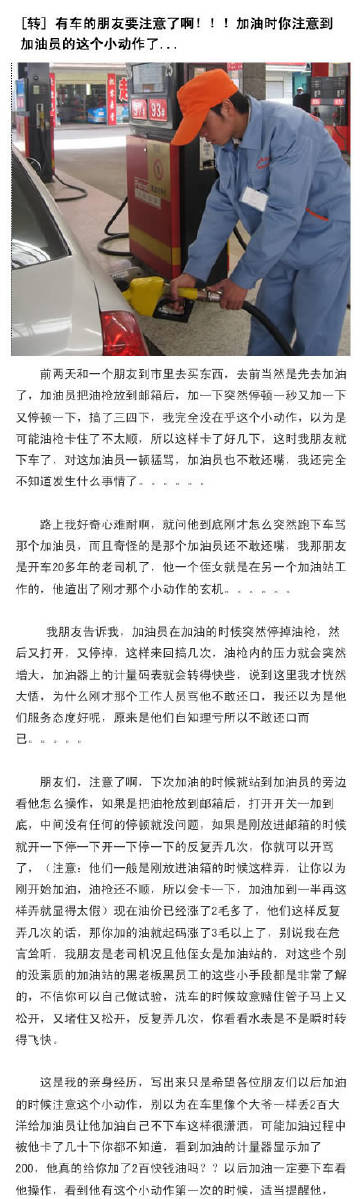 [转] 有车的朋友要注意了啊！！！加油时你注意到
加油员的这个小动作了...
97
93#
前两天和一个朋友到市里去买东西，去前当然是先去加油
了，加油员把油枪放到邮箱后，加一下突然停顿一秒又加一下
又停顿一下，搞了三四下，我完全没在乎这个小动作，以为是
可能油枪卡住了不太顺，所以这样卡了好几下，这时我朋友就
下车了，对这加油员一顿猛骂，加油员也不敢还嘴，我还完全
不知道发生什么事情了。。。。。。
路上我好奇心难耐啊，就问他到底刚才怎么突然跑下车骂
那个加油员，而且奇怪的是那个加油员还不敢还嘴，我那朋友
是开车20多年的老司机了，他一个侄女就是在另一个加油站工
作的，他道出了刚才那个小动作的玄机。。。。。。
我朋友告诉我，加油员在加油的时候突然停掉油枪，然
后又打开，又停掉，这样来回搞几次，油枪内的压力就会突然
增大，加油器上的计量码表就会转得快些，说到这里我才恍然
大悟，为什么刚才那个工作人员骂他不敢还口，我还以为是他
们服务态度好呢，原来是他们自知理亏所以不敢还口而
已。。。。。
朋友们，注意了啊，下次加油的时候就站到加油员的旁边
看他怎么操作，如果是把油枪放到邮箱后，打开开关一加到
底，中间没有任何的停顿就没问题，如果是刚放进邮箱的时候
就开一下停一下开一下停一下的反复弄几次，你就可以开骂
了，（注意：他们一般是刚放进油箱的时候这样弄，让你以为
刚开始加油，油枪还不顺，所以会卡一下，加油加到一半再这
样弄就显得太假）现在油价已经涨了2毛多了，他们这样反复
弄几次的话，那你加的油就起码涨了3毛以上了，别说我在危
言耸听，我朋友是老司机况且他侄女是加油站的，对这些个别
的没素质的加油站的黑老板黑员工的这些小手段都是非常了解
的，不信你可以自己做试验，洗车的时候故意赌住管子马上又
松开，又堵住又松开，反复弄几次，你看看水表是不是瞬时转
得飞快。
这是我的亲身经历，写出来只是希望各位朋友们以后加油
的时候注意这个小动作，别以为在车里像个大爷一样丢2百大
洋给加油员让他加油自己不下车这样很潇洒，可能加油过程中
被他卡了几十下你都不知道，看到加油的计量器显示加了
200，他真的给你加了2百快钱油吗？？以后加油一定要下车看
他操作，看到他有这个小动作第一次的时候，适当提醒他，